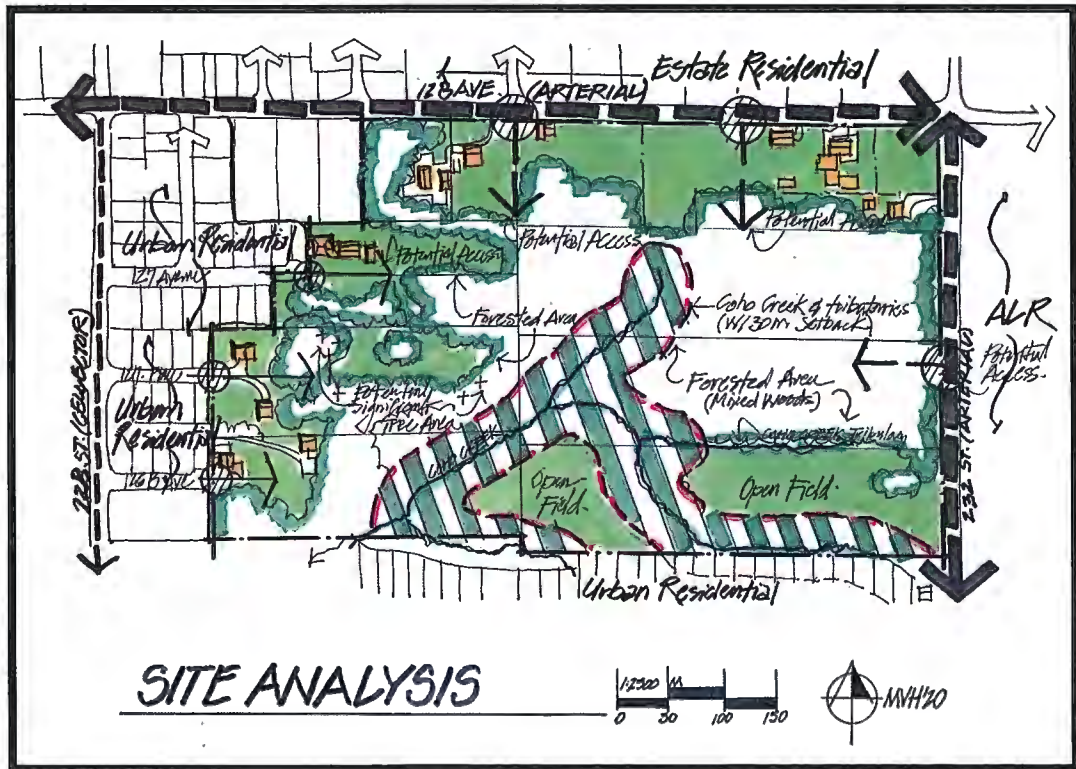 Estate Residential
128 AVE. (ARTERIAL)
Urban Residential
127 Avenue
Potential Access
Potential Access
Potential
Forested Area
Coho Creek & tributaries
(W/ 30m Setback)
ALR
Potential
Access.
Forested Area
(Mixed Woods)
Potential
Significant
Tree Area
Urban
Residential
126 B AVE
228 ST. (COLLECTOR)
232 ST. (ARTERIAL)
Open
Field.
Open Field.
Urban Residential
SITE ANALYSIS
1:2500 M
0 50 100 150
MVH'20